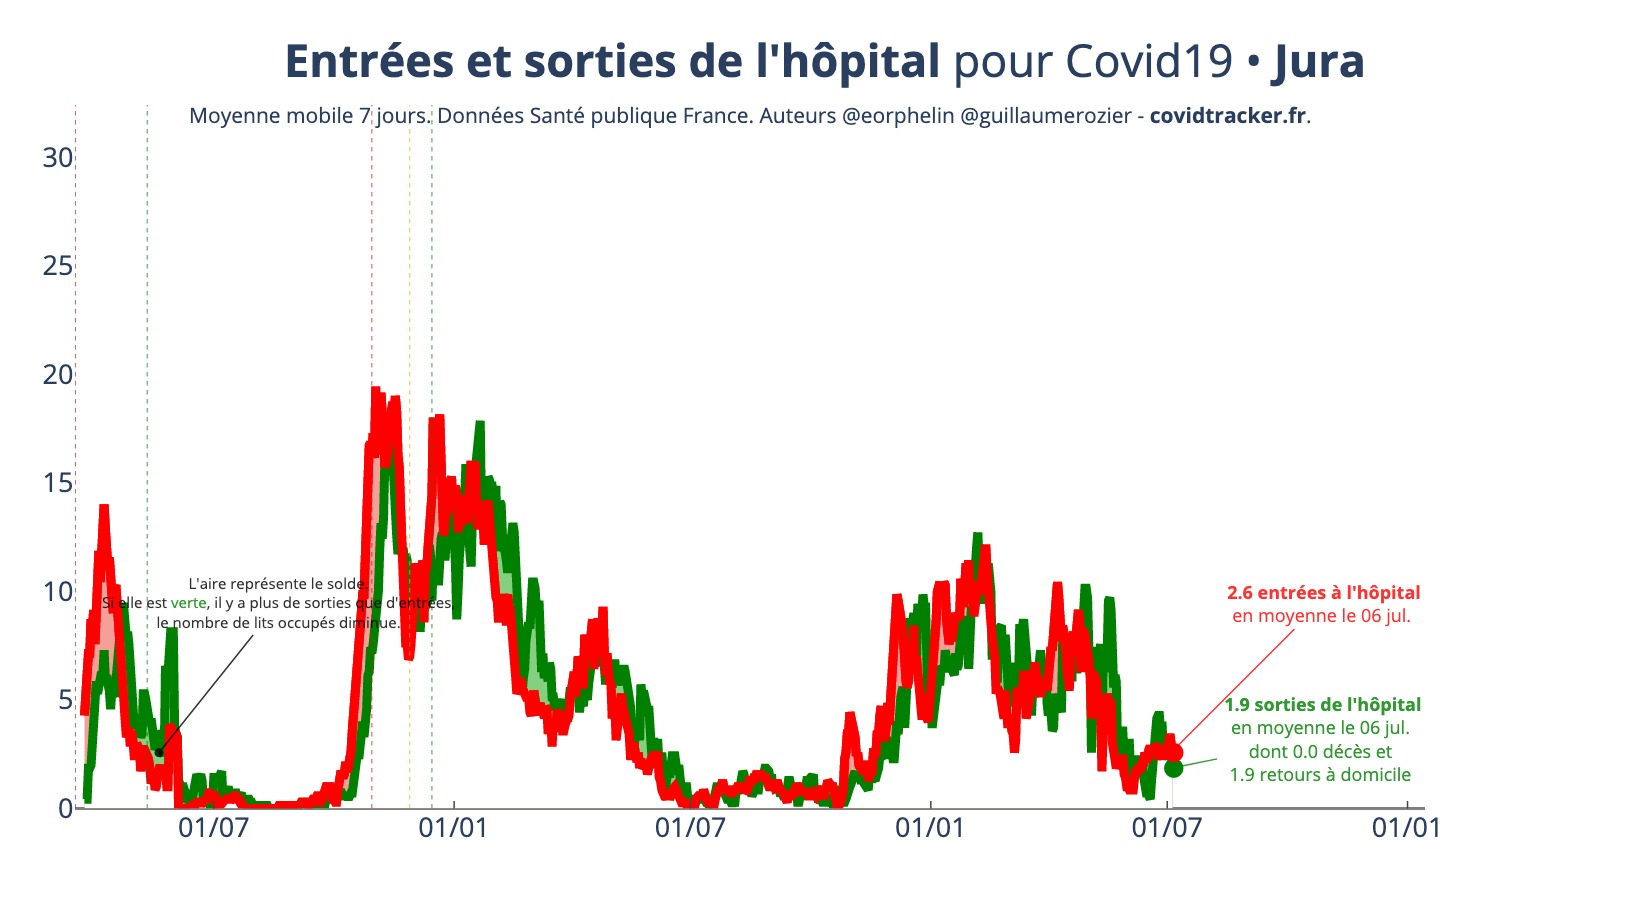 Entrées et sorties de l'hôpital pour Covid19 • Jura
Moyenne mobile 7 jours. Données Santé publique France. Auteurs @eorphelin @guillaumerozier - covidtracker.fr.
30
25
20
15
10
5
0
L'aire représente le solde.
Si elle est verte, il y a plus de sorties que d'entrées,
le nombre de lits occupés diminue.
2.6 entrées à l'hôpital
en moyenne le 06 jul.
1.9 sorties de l'hôpital
en moyenne le 06 jul.
dont 0.0 décès et
1.9 retours à domicile
01/07
01/01
01/07
01/01
01/07
01/01